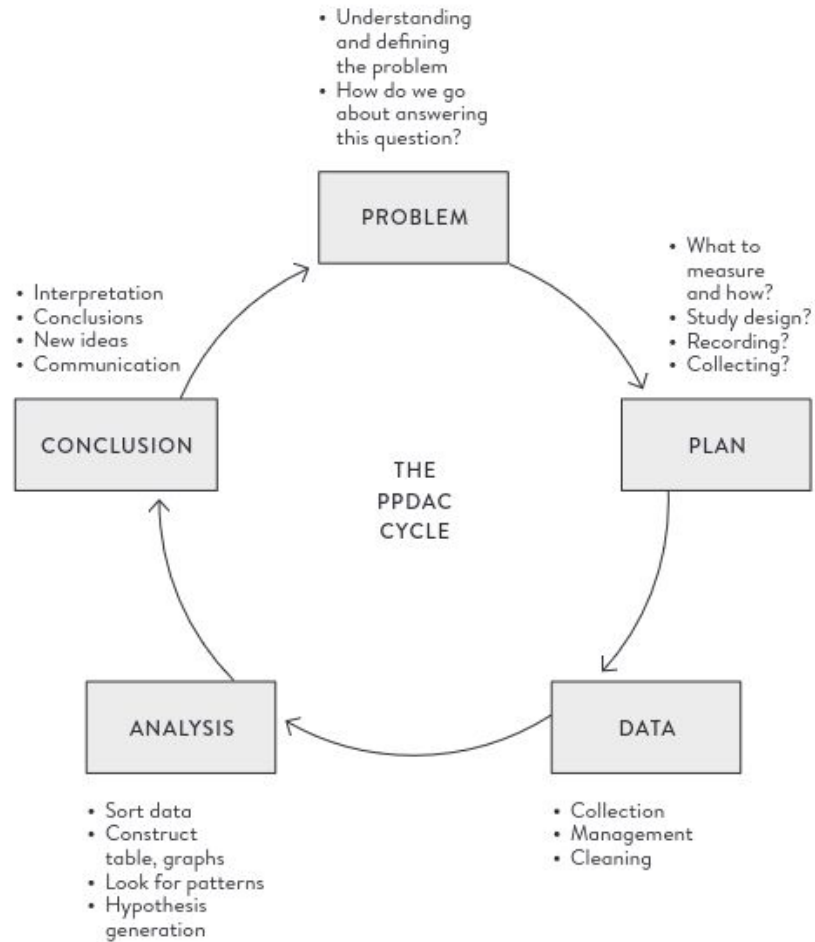 • Understanding
and defining
the problem
• How do we go
about answering
this question?
PROBLEM
• What to
measure
and how?
• Study design?
• Recording?
• Collecting?
PLAN
• Interpretation
• Conclusions
• New ideas
• Communication
CONCLUSION
THE
PPDAC
CYCLE
ANALYSIS
• Sort data
• Construct
table, graphs
• Look for patterns
• Hypothesis
generation
DATA
• Collection
• Management
• Cleaning